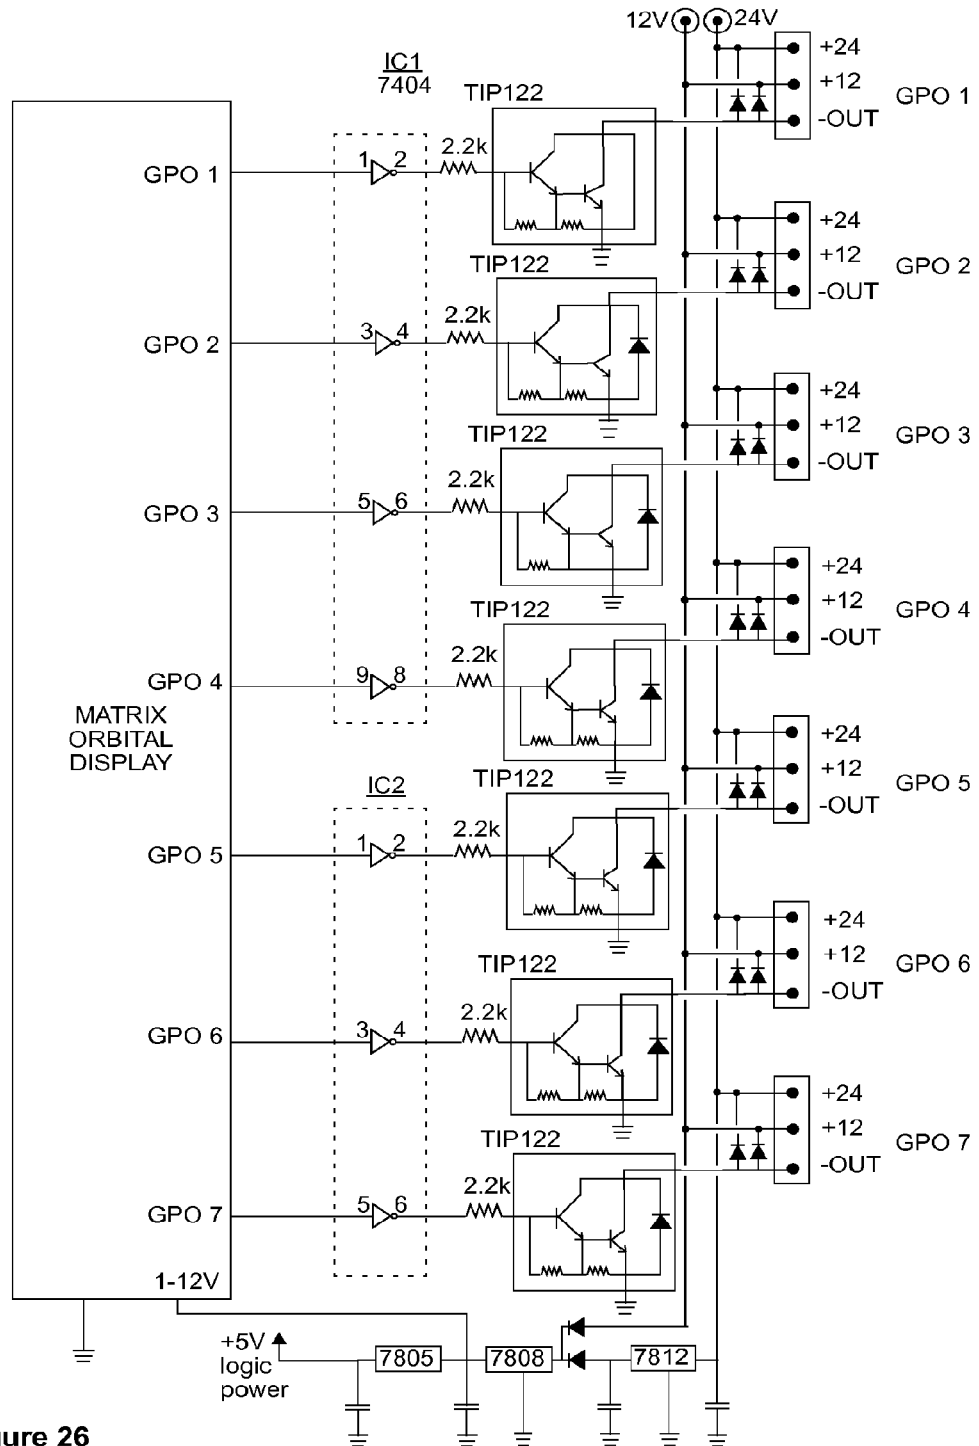 12V 24V
IC1
7404
TIP122
+24
+12
-OUT
GPO 1
GPO 1
1 2
2.2k
TIP122
+24
+12
-OUT
GPO 2
GPO 2
3 4
2.2k
TIP122
+24
+12
-OUT
GPO 3
GPO 3
5 6
2.2k
TIP122
+24
+12
-OUT
GPO 4
GPO 4
9 8
2.2k
MATRIX
ORBITAL
DISPLAY
IC2
TIP122
+24
+12
-OUT
GPO 5
GPO 5
1 2
2.2k
TIP122
+24
+12
-OUT
GPO 6
GPO 6
3 4
2.2k
TIP122
+24
+12
-OUT
GPO 7
GPO 7
5 6
2.2k
1-12V
+5V
logic
power
7805
7808
7812
gure 26